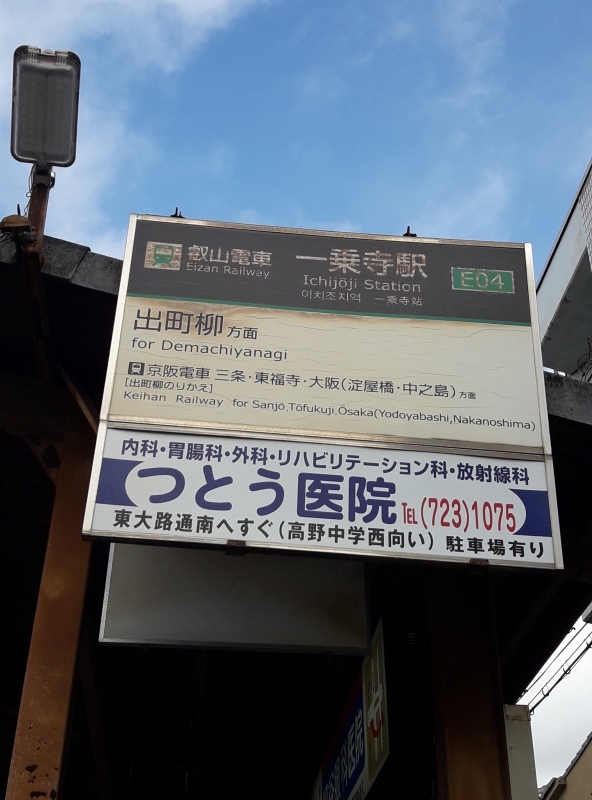 叡山電車 一乗寺駅 E04
Eizan Railway Ichijōji Station
이치조지역 一乘寺站
出町柳方面
for Demachiyanagi
京阪電車 三条・東福寺・大阪(淀屋橋・中之島)方面
[出町柳のりかえ]
Keihan Railway for Sanjō,Tōfukuji,Ōsaka(Yodoyabashi,Nakanoshima)
内科・胃腸科・外科・リハビリテーション科・放射線科
つとう医院 TEL(723)1075
東大路通南へすぐ(高野中学西向い) 駐車場有り